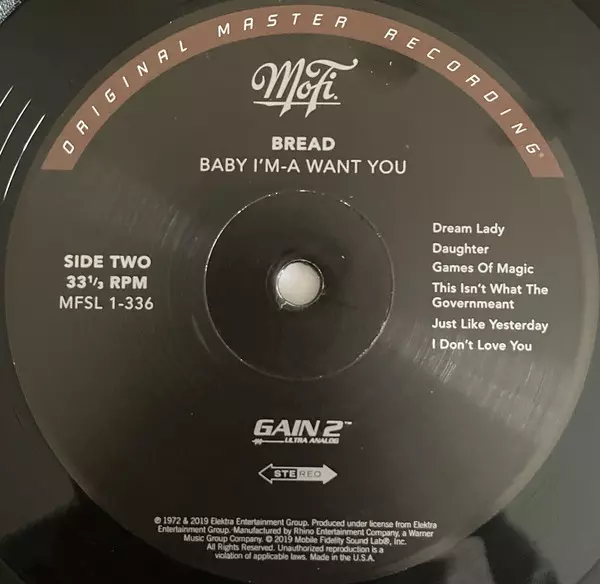 ORIGINAL MASTER RECORDING®
MoFi®
BREAD
BABY I'M-A WANT YOU
SIDE TWO
33 1/3 RPM
MFSL 1-336
Dream Lady
Daughter
Games Of Magic
This Isn't What The
Governmeant
Just Like Yesterday
I Don't Love You
GAIN 2™
ULTRA ANALOG
STEREO
℗ 1972 & 2019 Elektra Entertainment Group. Produced under license from Elektra
Entertainment Group. Manufactured by Rhino Entertainment Company, a Warner
Music Group Company. © 2019 Mobile Fidelity Sound Lab®, Inc.
All Rights Reserved. Unauthorized reproduction is a
violation of applicable laws. Made in the U.S.A.